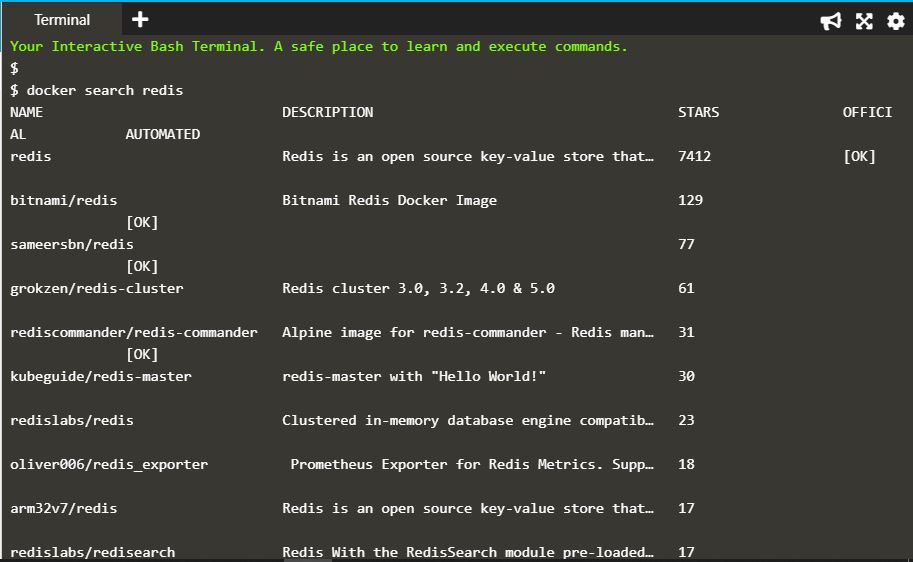 Terminal
Your Interactive Bash Terminal. A safe place to learn and execute commands.
$
$ docker search redis
NAME DESCRIPTION STARS OFFICI
AL AUTOMATED
redis Redis is an open source key-value store that… 7412 [OK]
bitnami/redis Bitnami Redis Docker Image 129
[OK]
sameersbn/redis 77
[OK]
grokzen/redis-cluster Redis cluster 3.0, 3.2, 4.0 & 5.0 61
rediscommander/redis-commander Alpine image for redis-commander - Redis man… 31
[OK]
kubeguide/redis-master redis-master with "Hello World!" 30
redislabs/redis Clustered in-memory database engine compatib… 23
oliver006/redis_exporter Prometheus Exporter for Redis Metrics. Supp… 18
arm32v7/redis Redis is an open source key-value store that… 17
redislabs/redisearch Redis With the RedisSearch module pre-loaded… 17